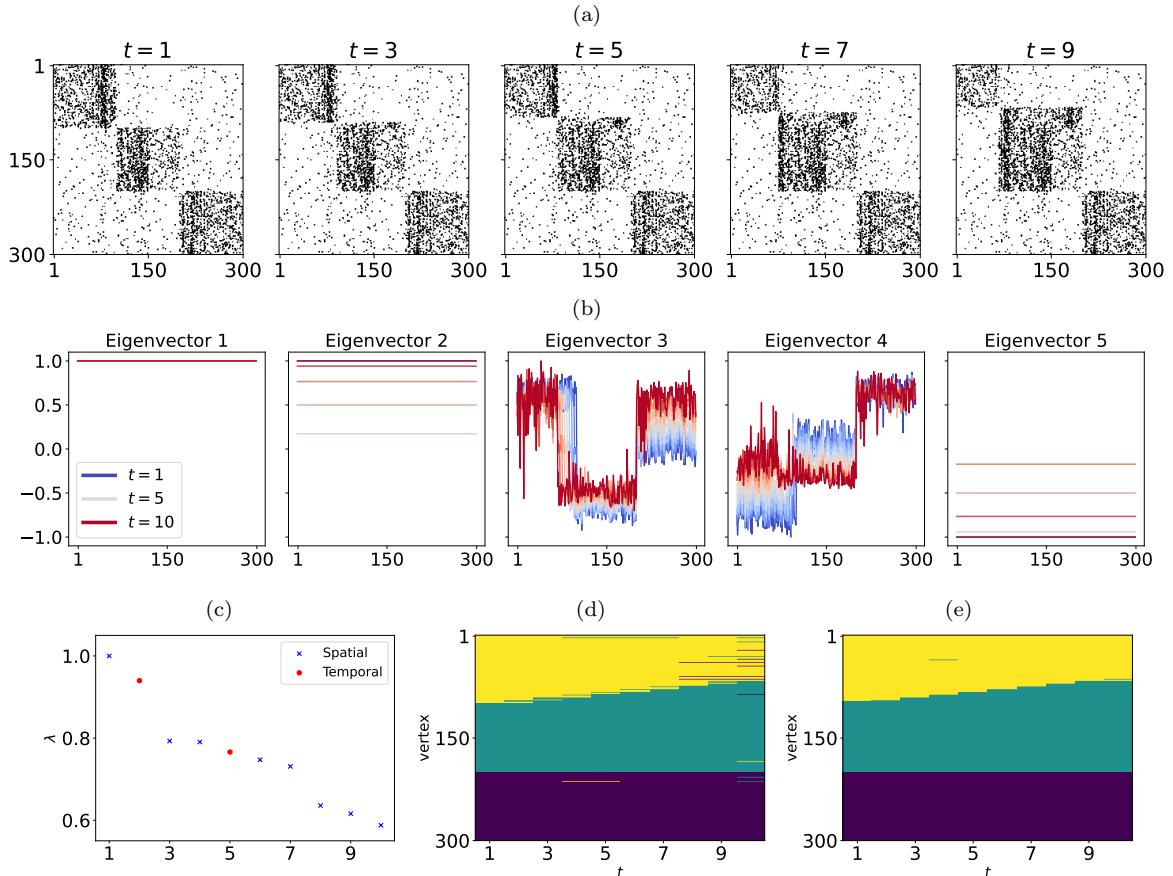 (a)
t = 1 t = 3 t = 5 t = 7 t = 9
1
150
300
1 150 300 1 150 300 1 150 300 1 150 300 1 150 300
(b)
Eigenvector 1 Eigenvector 2 Eigenvector 3 Eigenvector 4 Eigenvector 5
1.0
0.5
0.0
−0.5
−1.0
t = 1
t = 5
t = 10
1 150 300 1 150 300 1 150 300 1 150 300 1 150 300
(c) (d) (e)
λ
1.0
0.8
0.6
Spatial
Temporal
1 3 5 7 9
vertex
1
150
300
1 3 5 7 9
t
vertex
1
150
300
1 3 5 7 9
t